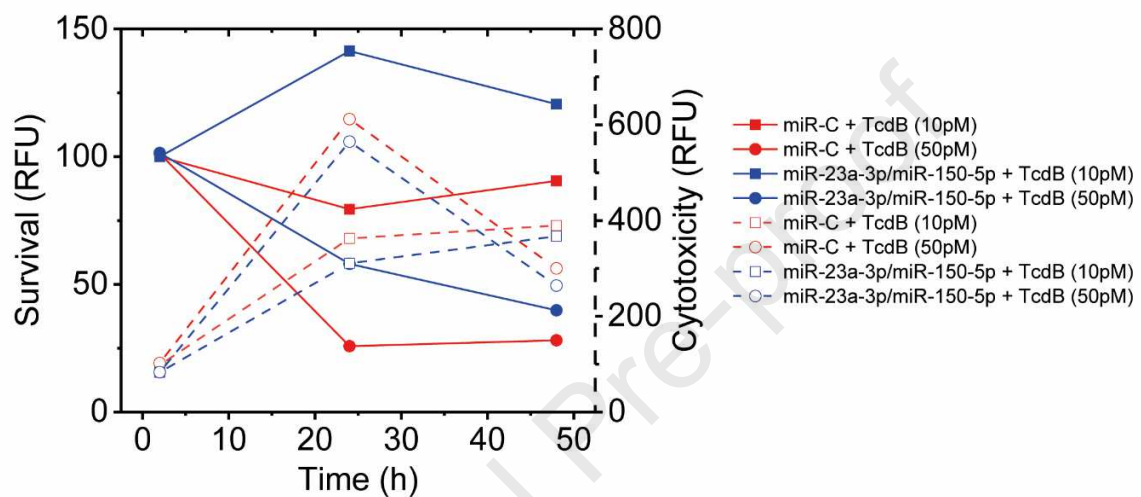 150
100
50
0
Survival (RFU)
0
10
20
30
40
50
Time (h)
800
600
400
200
0
Cytotoxicity (RFU)
miR-C + TcdB (10pM)
miR-C + TcdB (50pM)
miR-23a-3p/miR-150-5p + TcdB (10pM)
miR-23a-3p/miR-150-5p + TcdB (50pM)
miR-C + TcdB (10pM)
miR-C + TcdB (50pM)
miR-23a-3p/miR-150-5p + TcdB (10pM)
miR-23a-3p/miR-150-5p + TcdB (50pM)
l Pre-proof